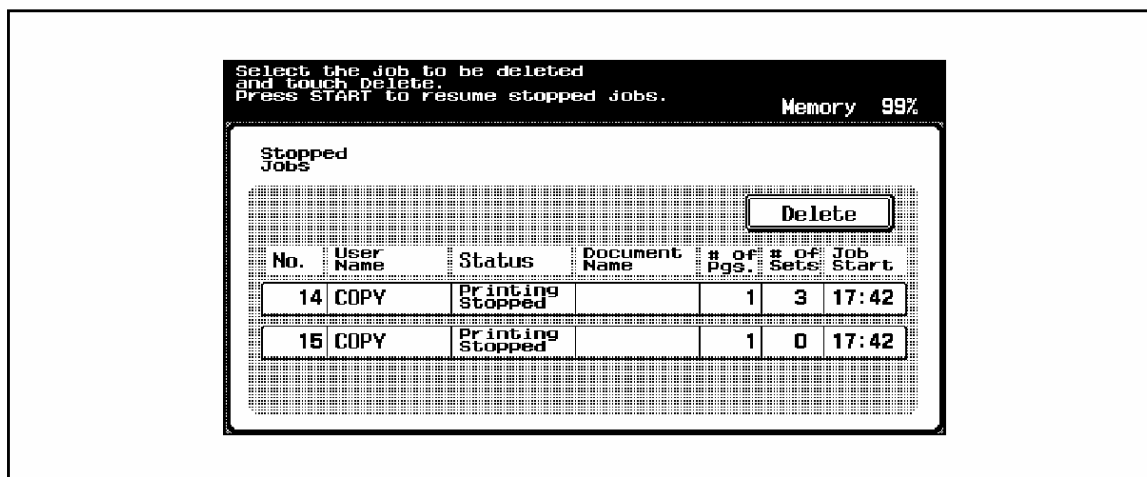 Select the job to be deleted
and touch Delete.
Press START to resume stopped jobs.
Memory 99%
Stopped
Jobs
Delete
No. User Name Status Document Name # of Pgs. # of Sets Job Start
14 COPY Printing Stopped 1 3 17:42
15 COPY Printing Stopped 1 0 17:42